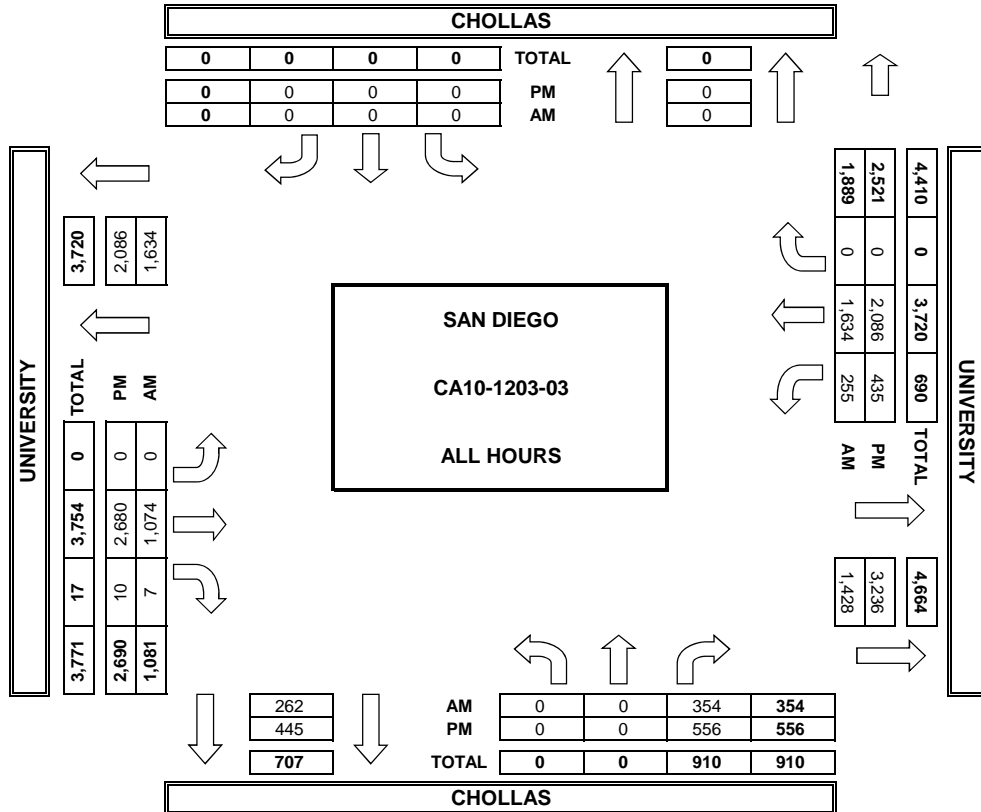 CHOLLAS
0 0 0 0 TOTAL 0
0 0 0 0 PM 0
0 0 0 0 AM 0
UNIVERSITY
3,720 2,086 1,634
TOTAL PM AM
0 0 0
3,754 2,680 1,074
17 10 7
3,771 2,690 1,081
SAN DIEGO
CA10-1203-03
ALL HOURS
1,889 2,521 4,410
0 0 0
1,634 2,086 3,720
255 435 690
AM PM TOTAL
1,428 3,236 4,664
UNIVERSITY
262 AM 0 0 354 354
445 PM 0 0 556 556
707 TOTAL 0 0 910 910
CHOLLAS